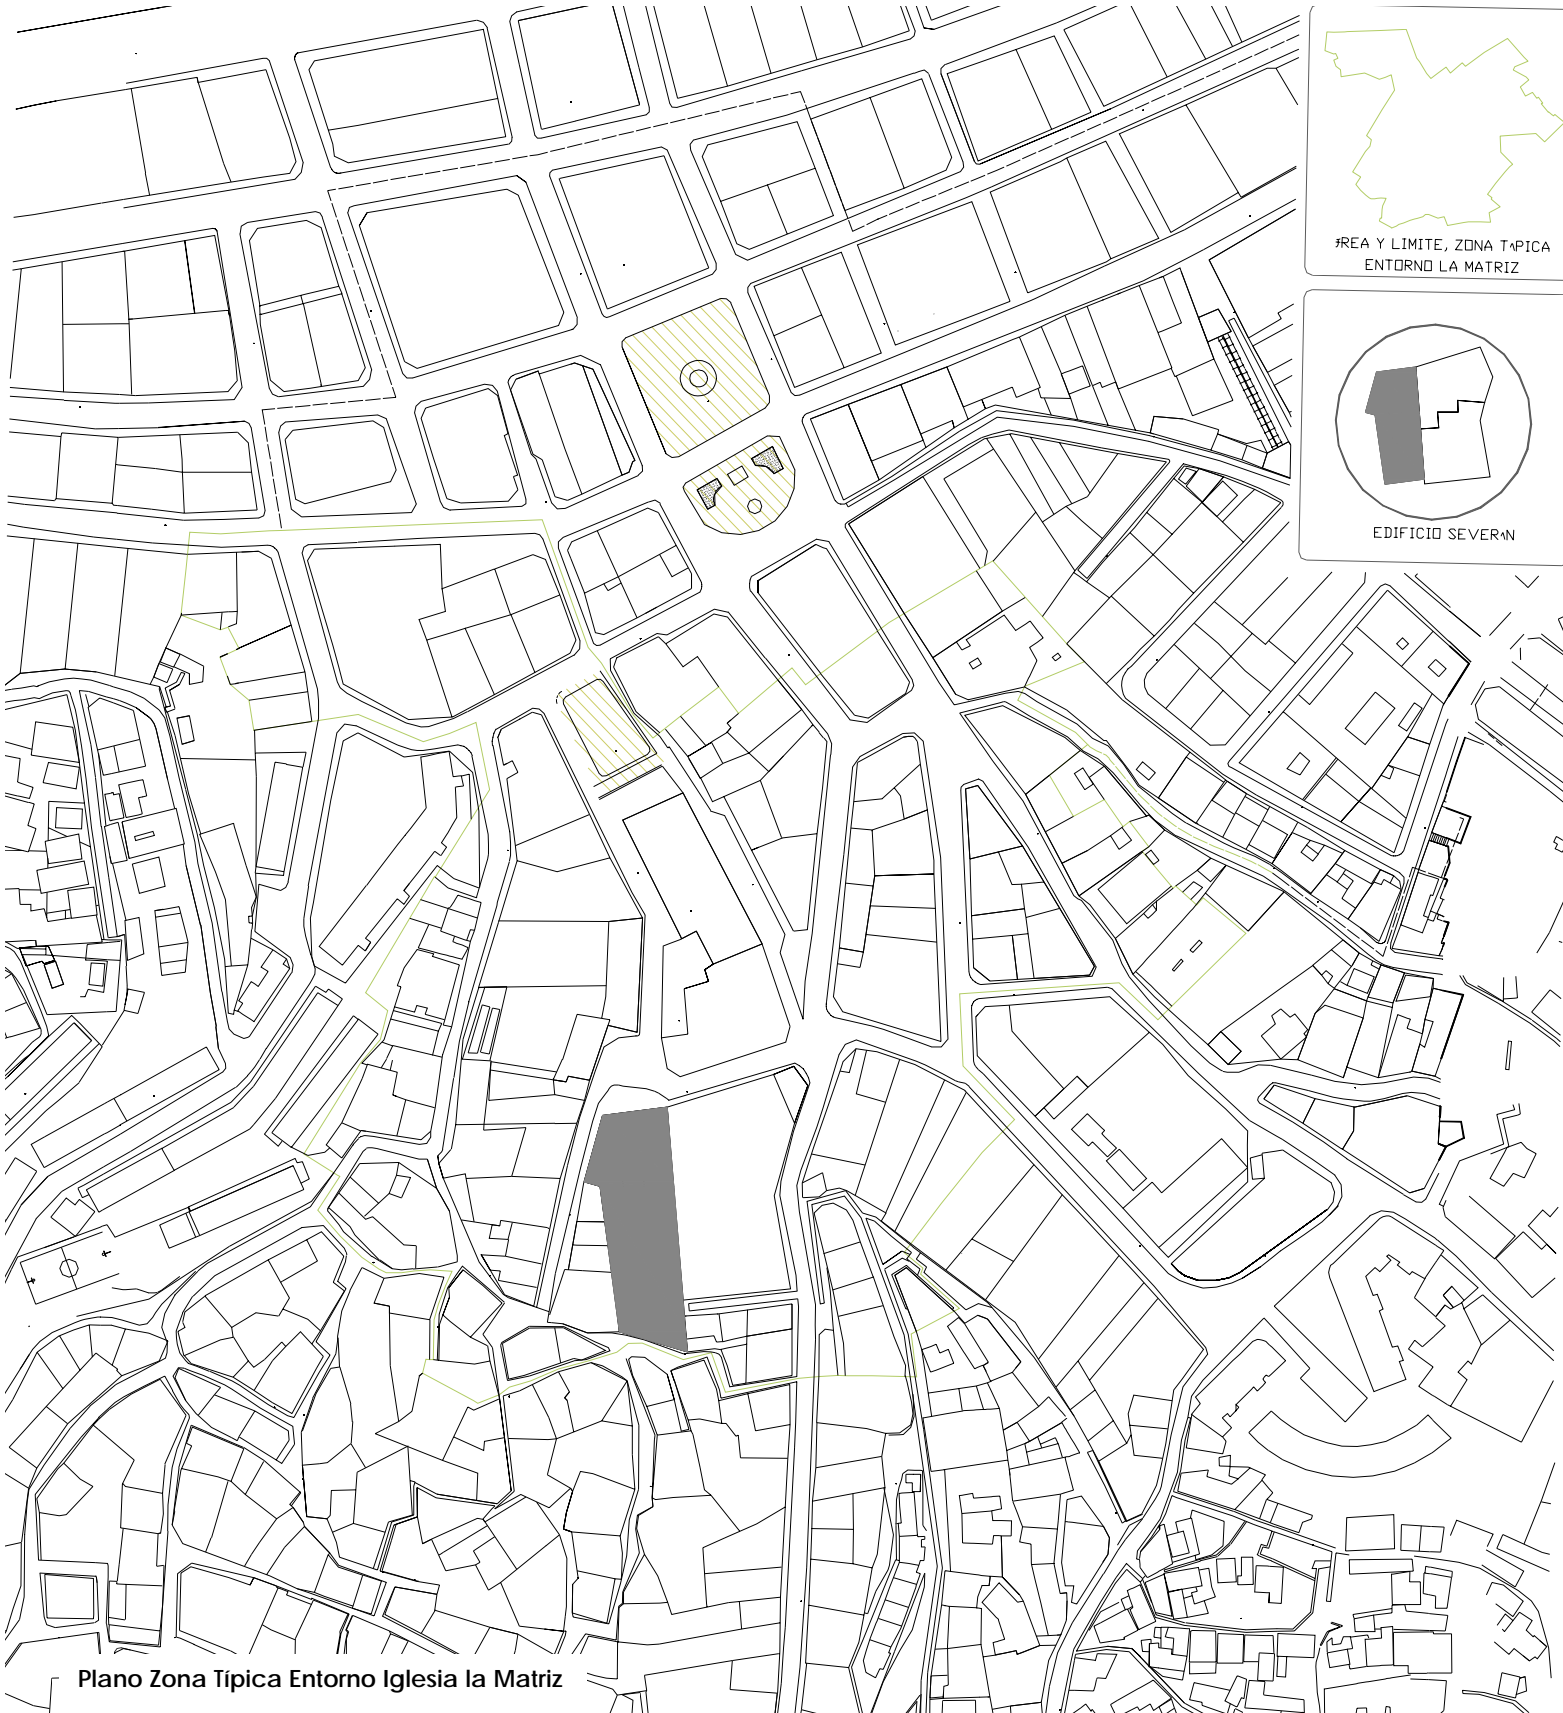 ÁREA Y LIMITE, ZONA TÍPICA
ENTORNO LA MATRIZ
EDIFICIO SEVERÍN
Plano Zona Típica Entorno Iglesia la Matriz